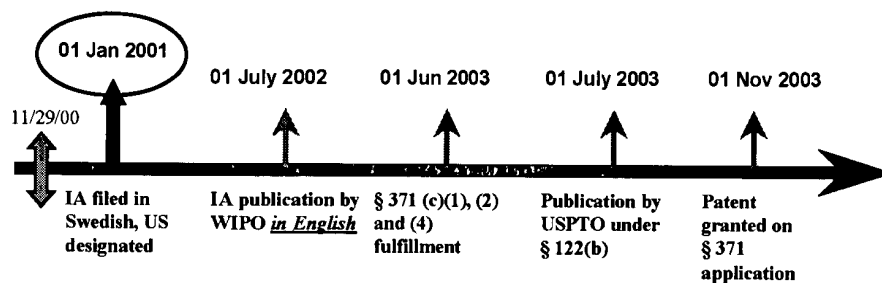 01 Jan 2001
01 July 2002
01 Jun 2003
01 July 2003
01 Nov 2003
11/29/00
IA filed in
Swedish, US
designated
IA publication by
WIPO in English
§ 371 (c)(1), (2)
and (4)
fulfillment
Publication by
USPTO under
§ 122(b)
Patent
granted on
§ 371
application